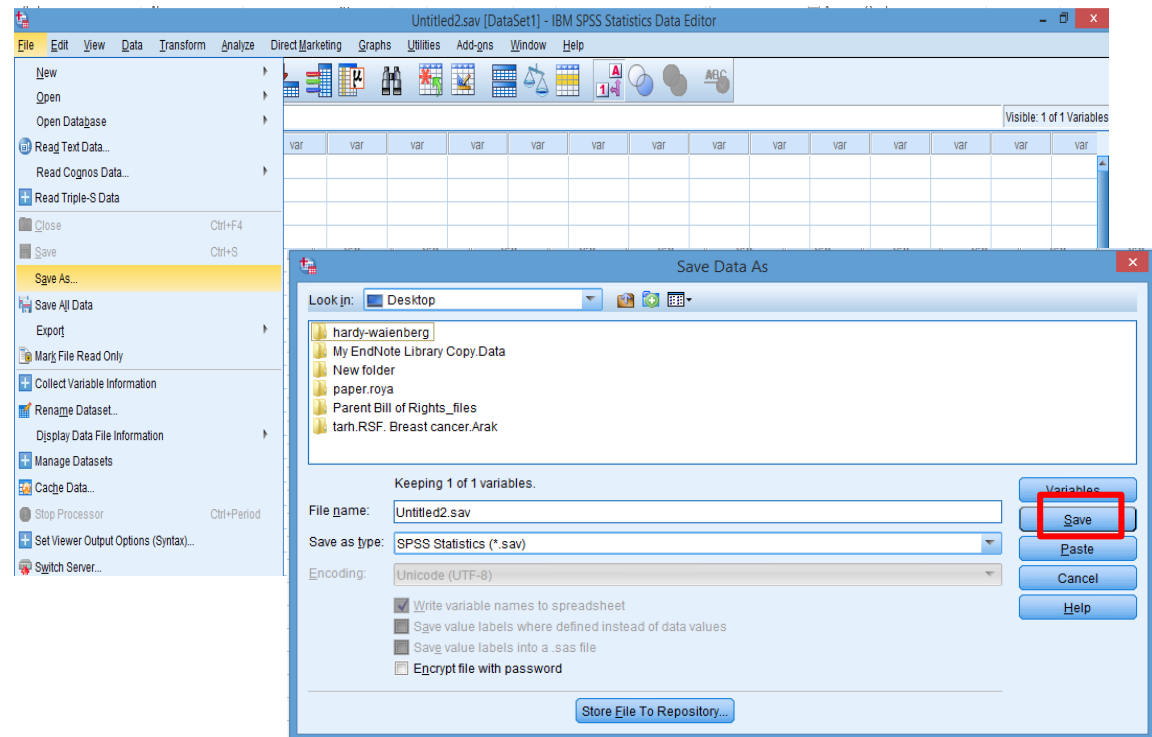 Untitled2.sav [DataSet1] - IBM SPSS Statistics Data Editor
File Edit View Data Transform Analyze Direct Marketing Graphs Utilities Add-ons Window Help
New
Open
Open Database
Visible: 1 of 1 Variables
Read Text Data...
var var var var var var var var var var var var var var
Read Cognos Data...
Read Triple-S Data
Close Ctrl+F4
Save Ctrl+S
Save As...
Save All Data
Export
Mark File Read Only
Collect Variable Information
Rename Dataset...
Display Data File Information
Manage Datasets
Cache Data...
Stop Processor Ctrl+Period
Set Viewer Output Options (Syntax)...
Switch Server...
Save Data As
Look in: Desktop
hardy-waienberg
My EndNote Library Copy.Data
New folder
paper.roya
Parent Bill of Rights_files
tarh.RSF. Breast cancer.Arak
Keeping 1 of 1 variables.
Variables...
File name: Untitled2.sav
Save
Save as type: SPSS Statistics (*.sav)
Paste
Encoding: Unicode (UTF-8)
Cancel
Write variable names to spreadsheet
Help
Save value labels where defined instead of data values
Save value labels into a .sas file
Encrypt file with password
Store File To Repository...